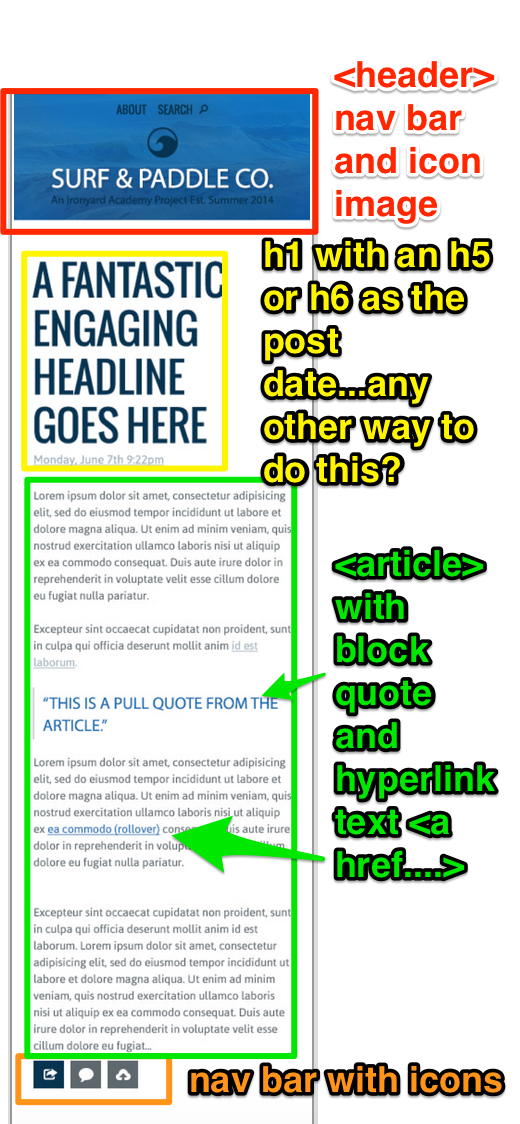 <header>
nav bar
and icon
image
ABOUT SEARCH
SURF & PADDLE CO.
An Ironyard Academy Project Est. Summer 2014
h1 with an h5
or h6 as the
post
date...any
other way to
do this?
A FANTASTIC
ENGAGING
HEADLINE
GOES HERE
Monday, June 7th 9:22pm
Lorem ipsum dolor sit amet, consectetur adipisicing
elit, sed do eiusmod tempor incididunt ut labore et
dolore magna aliqua. Ut enim ad minim veniam, quis
nostrud exercitation ullamco laboris nisi ut aliquip
ex ea commodo consequat. Duis aute irure dolor in
reprehenderit in voluptate velit esse cillum dolore
eu fugiat nulla pariatur.
Excepteur sint occaecat cupidatat non proident, sunt
in culpa qui officia deserunt mollit anim id est
laborum.
<article>
with
block
quote
and
hyperlink
text <a
href....>
“THIS IS A PULL QUOTE FROM THE
ARTICLE.”
Lorem ipsum dolor sit amet, consectetur adipisicing
elit, sed do eiusmod tempor incididunt ut labore et
dolore magna aliqua. Ut enim ad minim veniam, quis
nostrud exercitation ullamco laboris nisi ut aliquip
ex ea commodo (rollover) uis aute irure
dolor in reprehenderit in
dolore eu fugiat nulla pariatur.
Excepteur sint occaecat cupidatat non proident, sunt
in culpa qui officia deserunt mollit anim id est
laborum. Lorem ipsum dolor sit amet, consectetur
adipisicing elit, sed do eiusmod tempor incididunt ut
labore et dolore magna aliqua. Ut enim ad minim
veniam, quis nostrud exercitation ullamco laboris
nisi ut aliquip ex ea commodo consequat. Duis aute
irure dolor in reprehenderit in voluptate velit esse
cillum dolore eu fugiat...
nav bar with icons